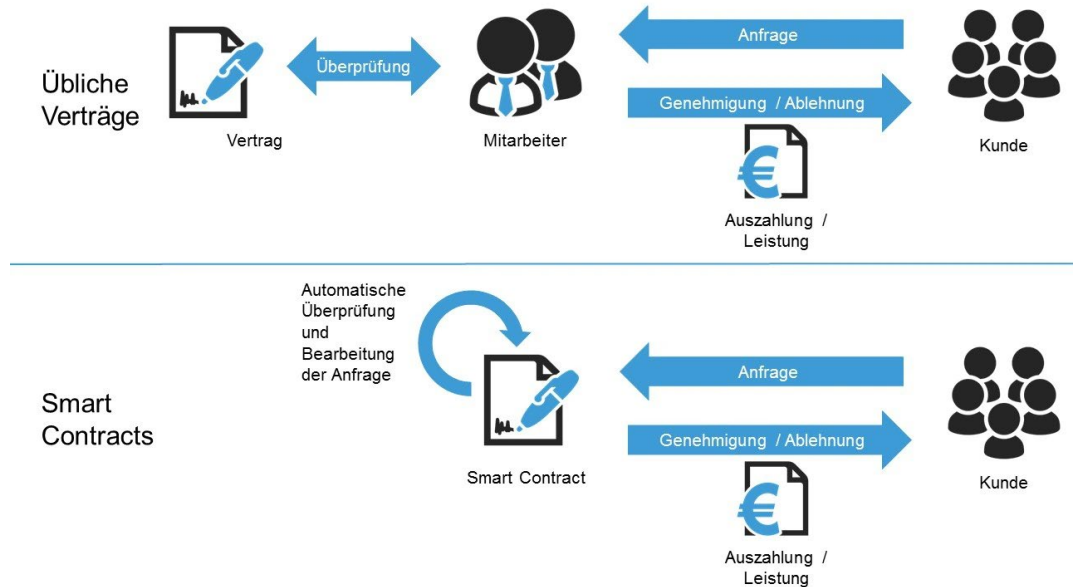 Übliche
Verträge
Vertrag
Überprüfung
Mitarbeiter
Anfrage
Genehmigung / Ablehnung
Auszahlung /
Leistung
Kunde
Smart
Contracts
Automatische
Überprüfung
und
Bearbeitung
der Anfrage
Smart Contract
Anfrage
Genehmigung / Ablehnung
Auszahlung /
Leistung
Kunde